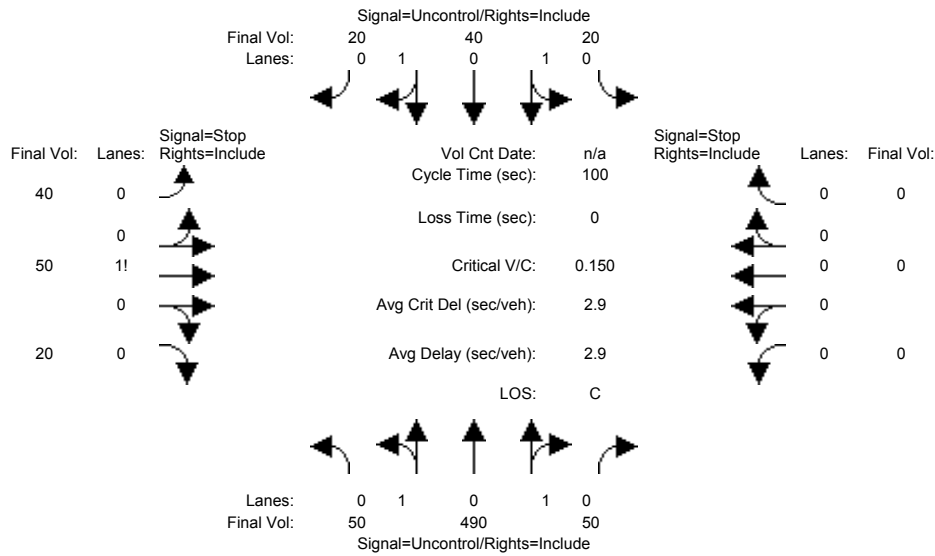 Signal=Uncontrol/Rights=Include
Final Vol: 20 40 20
Lanes: 0 1 0 1 0
Signal=Stop Signal=Stop
Final Vol: Lanes: Rights=Include Vol Cnt Date: n/a Rights=Include Lanes: Final Vol:
Cycle Time (sec): 100
40 0 0 0
Loss Time (sec): 0
0 0
50 1! Critical V/C: 0.150 0 0
0 Avg Crit Del (sec/veh): 2.9 0
20 0 Avg Delay (sec/veh): 2.9 0 0
LOS: C
Lanes: 0 1 0 1 0
Final Vol: 50 490 50
Signal=Uncontrol/Rights=Include